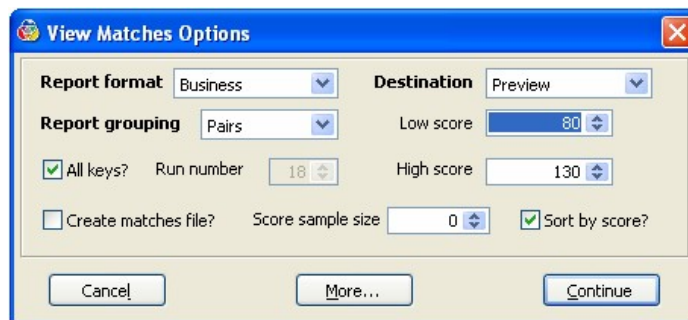 View Matches Options
Report format Business Destination Preview
Report grouping Pairs Low score 80
All keys? Run number 18 High score 130
Create matches file? Score sample size 0 Sort by score?
Cancel More... Continue